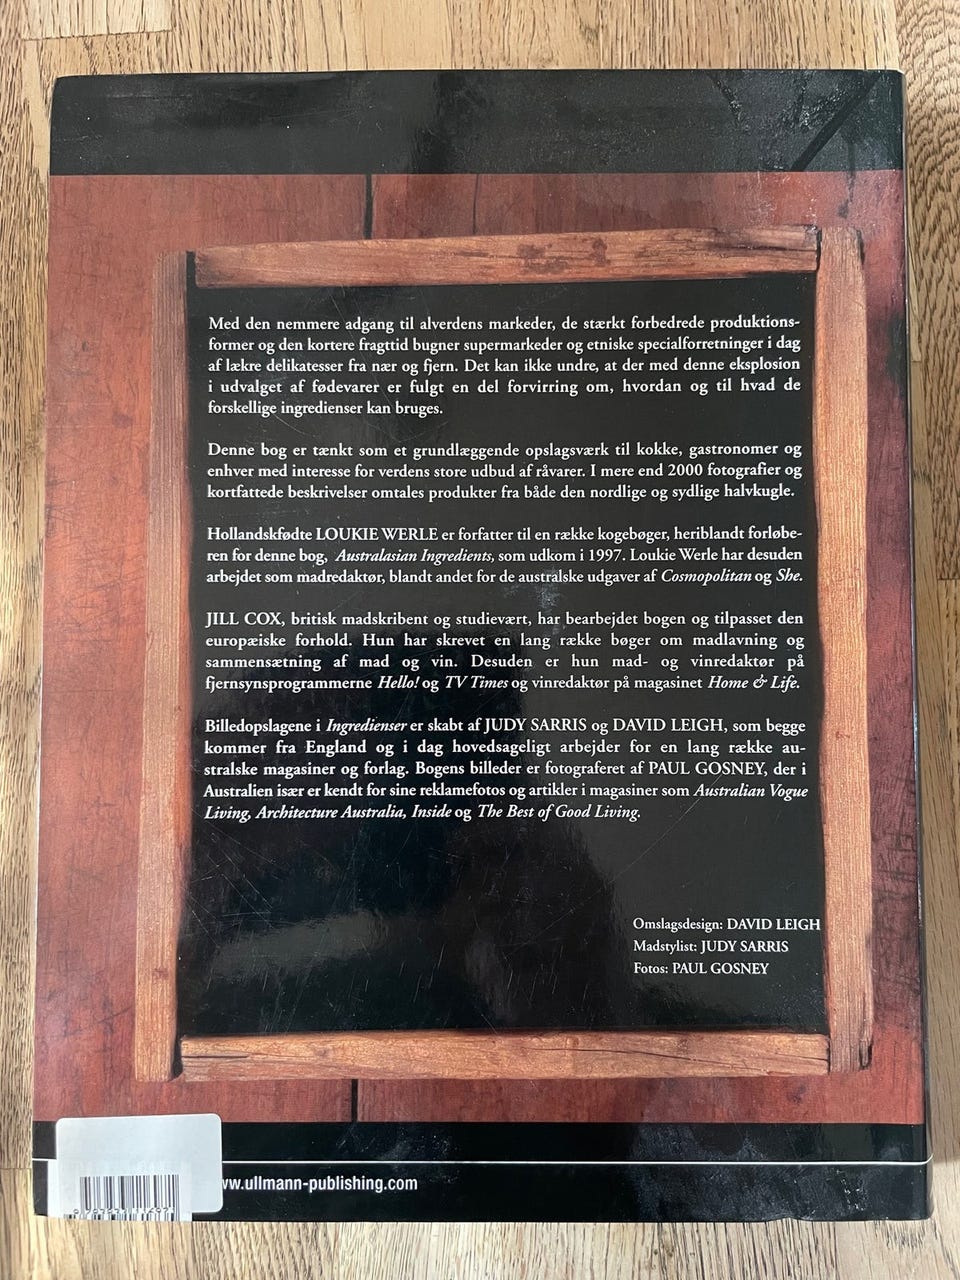 Med den nemmere adgang til alverdens markeder, de stærkt forbedrede produktions-
former og den kortere fragttid bugner supermarkeder og etniske specialforretninger i dag
af lækre delikatesser fra nær og fjern. Det kan ikke undre, at der med denne eksplosion
i udvalget af fødevarer er fulgt en del forvirring om, hvordan og til hvad de
forskellige ingredienser kan bruges.
Denne bog er tænkt som et grundlæggende opslagsværk til kokke, gastronomer og
enhver med interesse for verdens store udbud af råvarer. I mere end 2000 fotografier og
kortfattede beskrivelser omtales produkter fra både den nordlige og sydlige halvkugle.
Hollandskfødte LOUKIE WERLE er forfatter til en række kogebøger, heriblandt forløbe-
ren for denne bog, Australasian Ingredients, som udkom i 1997. Loukie Werle har desuden
arbejdet som madredaktør, blandt andet for de australske udgaver af Cosmopolitan og She.
JILL COX, britisk madskribent og studievært, har bearbejdet bogen og tilpasset den
europæiske forhold. Hun har skrevet en lang række bøger om madlavning og
sammensætning af mad og vin. Desuden er hun mad- og vinredaktør på
fjernsynsprogrammerne Hello! og TV Times og vinredaktør på magasinet Home & Life.
Billedopslagene i Ingredienser er skabt af JUDY SARRIS og DAVID LEIGH, som begge
kommer fra England og i dag hovedsageligt arbejder for en lang række au-
stralske magasiner og forlag. Bogens billeder er fotograferet af PAUL GOSNEY, der i
Australien især er kendt for sine reklamefotos og artikler i magasiner som Australian Vogue
Living, Architecture Australia, Inside og The Best of Good Living.
Omslagsdesign: DAVID LEIGH
Madstylist: JUDY SARRIS
Fotos: PAUL GOSNEY
w.ullmann-publishing.com